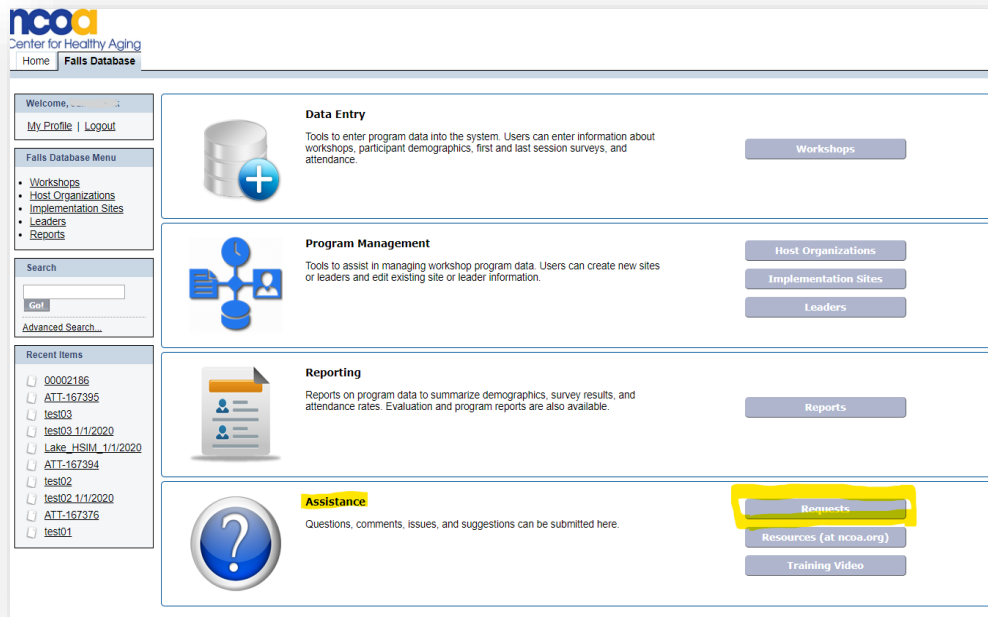 ncoa
Center for Healthy Aging
Home
Falls Database
Welcome,
My Profile | Logout
Falls Database Menu
Workshops
Host Organizations
Implementation Sites
Leaders
Reports
Search
Go!
Advanced Search...
Recent Items
00002186
ATT-167395
test03
test03 1/1/2020
Lake_HSIM_1/1/2020
ATT-167394
test02
test02 1/1/2020
ATT-167376
test01
Data Entry
Tools to enter program data into the system. Users can enter information about
workshops, participant demographics, first and last session surveys, and
attendance.
Workshops
Program Management
Tools to assist in managing workshop program data. Users can create new sites
or leaders and edit existing site or leader information.
Host Organizations
Implementation Sites
Leaders
Reporting
Reports on program data to summarize demographics, survey results, and
attendance rates. Evaluation and program reports are also available.
Reports
Assistance
Questions, comments, issues, and suggestions can be submitted here.
Requests
Resources (at ncoa.org)
Training Video